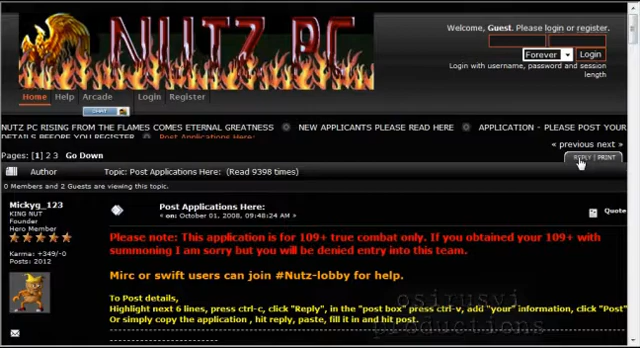 NUTZ PC
Welcome, Guest. Please login or register.
Forever Login
Login with username, password and session length
Home Help Arcade Login Register
CHAT
NUTZ PC RISING FROM THE FLAMES COMES ETERNAL GREATNESS NEW APPLICANTS PLEASE READ HERE APPLICATION - PLEASE POST YOUR
DETAILS BEFORE YOU REGISTER Post Applications Here:
« previous next »
Pages: [1] 2 3 Go Down
REPLY | PRINT
Author Topic: Post Applications Here: (Read 9398 times)
0 Members and 2 Guests are viewing this topic.
Mickyg_123
KING NUT
Founder
Hero Member
Karma: +349/-0
Posts: 2012
Post Applications Here:
« on: October 01, 2008, 09:48:24 AM »
Quote
Please note: This application is for 109+ true combat only. If you obtained your 109+ with
summoning I am sorry but you will be denied entry into this team.
Mirc or swift users can join #Nutz-lobby for help.
To Post details,
Highlight next 6 lines, press ctrl-c, click "Reply", in the "post box" press ctrl-v, add "your" information, click "Post"
Or simply copy the application , hit reply, paste, fill it in and hit post.
osirusvi
productions